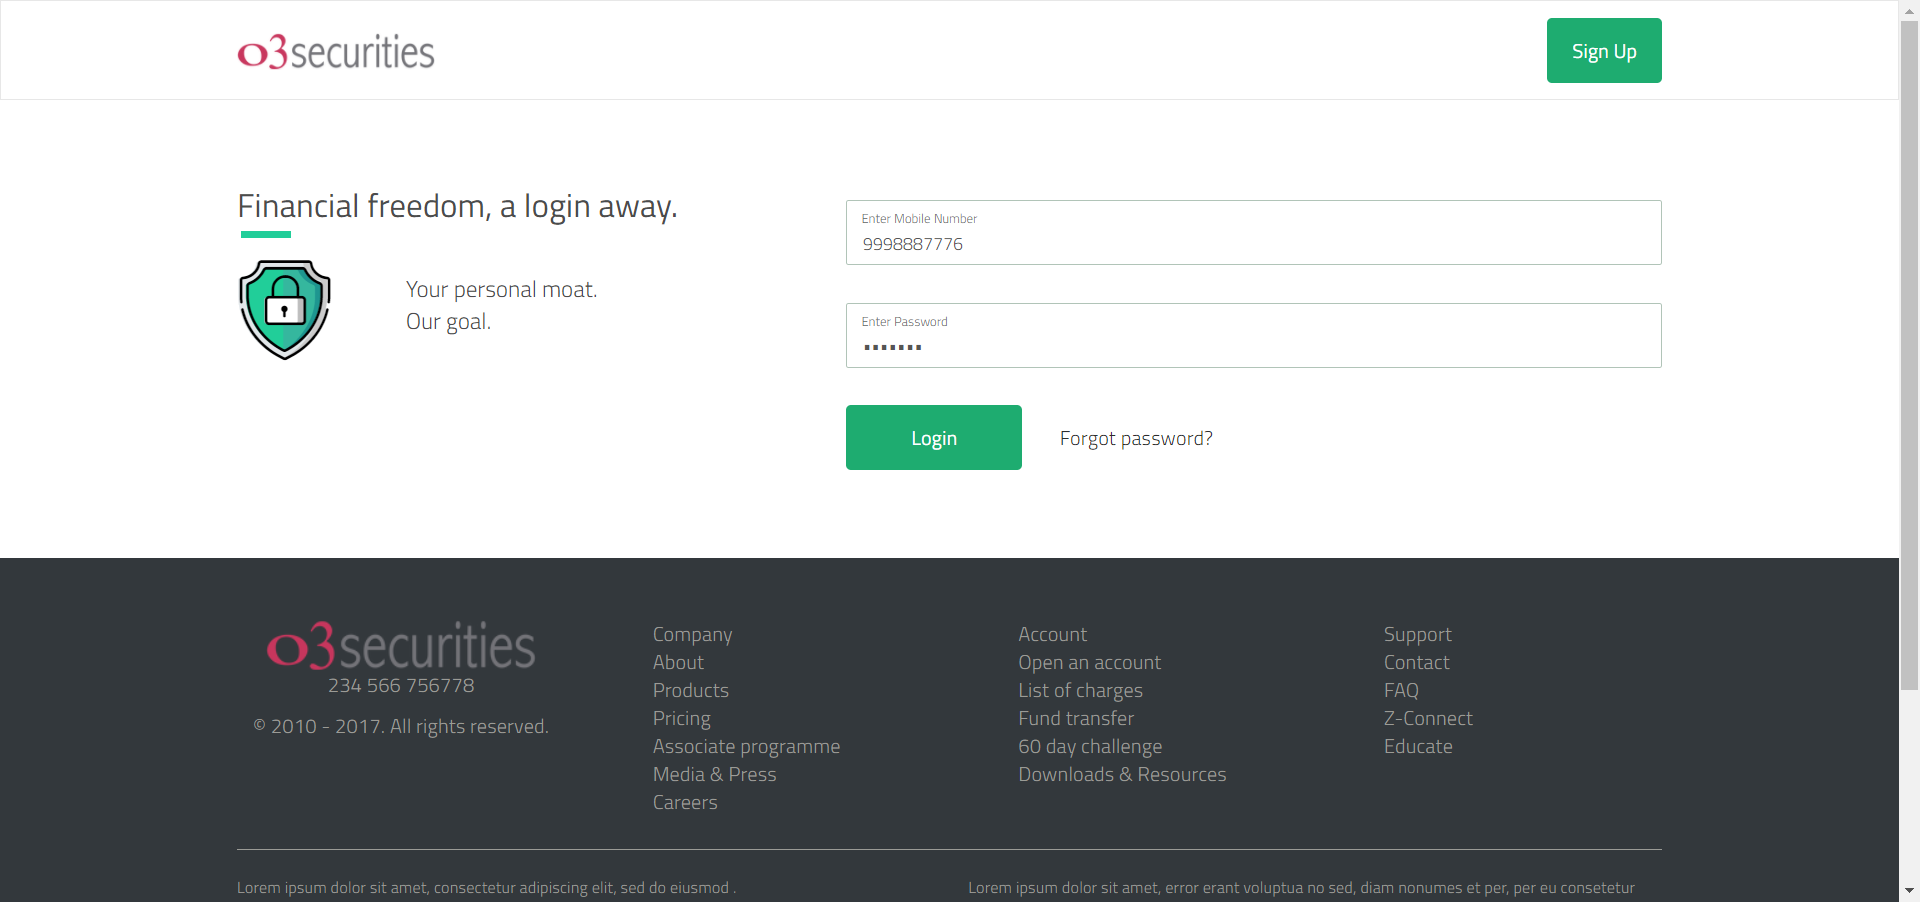 o3securities
Sign Up
Financial freedom, a login away.
Your personal moat.
Our goal.
Enter Mobile Number
9998887776
Enter Password
Login
Forgot password?
o3securities
234 566 756778
© 2010 - 2017. All rights reserved.
Company
About
Products
Pricing
Associate programme
Media & Press
Careers
Account
Open an account
List of charges
Fund transfer
60 day challenge
Downloads & Resources
Support
Contact
FAQ
Z-Connect
Educate
Lorem ipsum dolor sit amet, consectetur adipiscing elit, sed do eiusmod .
Lorem ipsum dolor sit amet, error erant voluptua no sed, diam nonumes et per, per eu consetetur